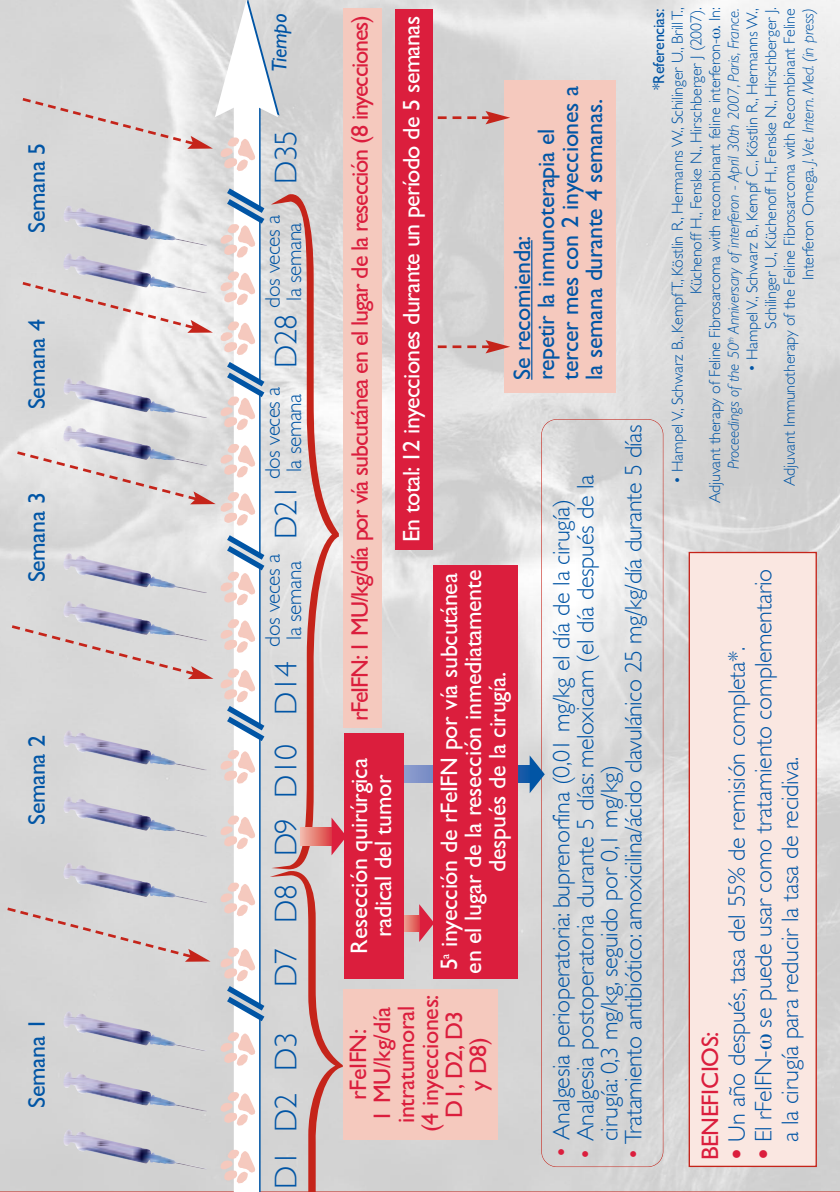 Semana 1
Semana 2
Semana 3
Semana 4
Semana 5
D1
D2
D3
D7
D8
D9
D10
D14
dos veces a
la semana
D21
dos veces a
la semana
D28
dos veces a
la semana
D35
Tiempo
rFeIFN:
1 MU/kg/día
intratumoral
(4 inyecciones:
D1, D2, D3
y D8)
Resección quirúrgica
radical del tumor
5ª inyección de rFeIFN por vía subcutánea
en el lugar de la resección inmediatamente
después de la cirugía.
rFeIFN: 1 MU/kg/día por vía subcutánea en el lugar de la resección (8 inyecciones)
En total: 12 inyecciones durante un período de 5 semanas
Se recomienda:
repetir la inmunoterapia el
tercer mes con 2 inyecciones a
la semana durante 4 semanas.
• Analgesia perioperatoria: buprenorfina (0,01 mg/kg el día de la cirugía)
• Analgesia postoperatoria durante 5 días: meloxicam (el día después de la
cirugía: 0,3 mg/kg, seguido por 0,1 mg/kg)
• Tratamiento antibiótico: amoxicilina/ácido clavulánico 25 mg/kg/día durante 5 días
BENEFICIOS:
• Un año después, tasa del 55% de remisión completa*.
• El rFeIFN-ω se puede usar como tratamiento complementario
a la cirugía para reducir la tasa de recidiva.
*Referencias:
• Hampel V., Schwarz B., Kempf T., Köstlin R., Hermanns W., Schilinger U., Brill T.,
Küchenoff H., Fenske N., Hirschberger J (2007).
Adjuvant therapy of Feline Fibrosarcoma with recombinant feline interferon-ω. In:
Proceedings of the 50th Anniversary of interferon - April 30th 2007, Paris, France.
• Hampel V., Schwarz B., Kempf C., Köstlin R., Hermanns W.,
Schilinger U., Küchenoff H., Fenske N., Hirschberger J.
Adjuvant Immunotherapy of the Feline Fibrosarcoma with Recombinant Feline
Interferon Omega. J. Vet. Intern. Med. (in press)